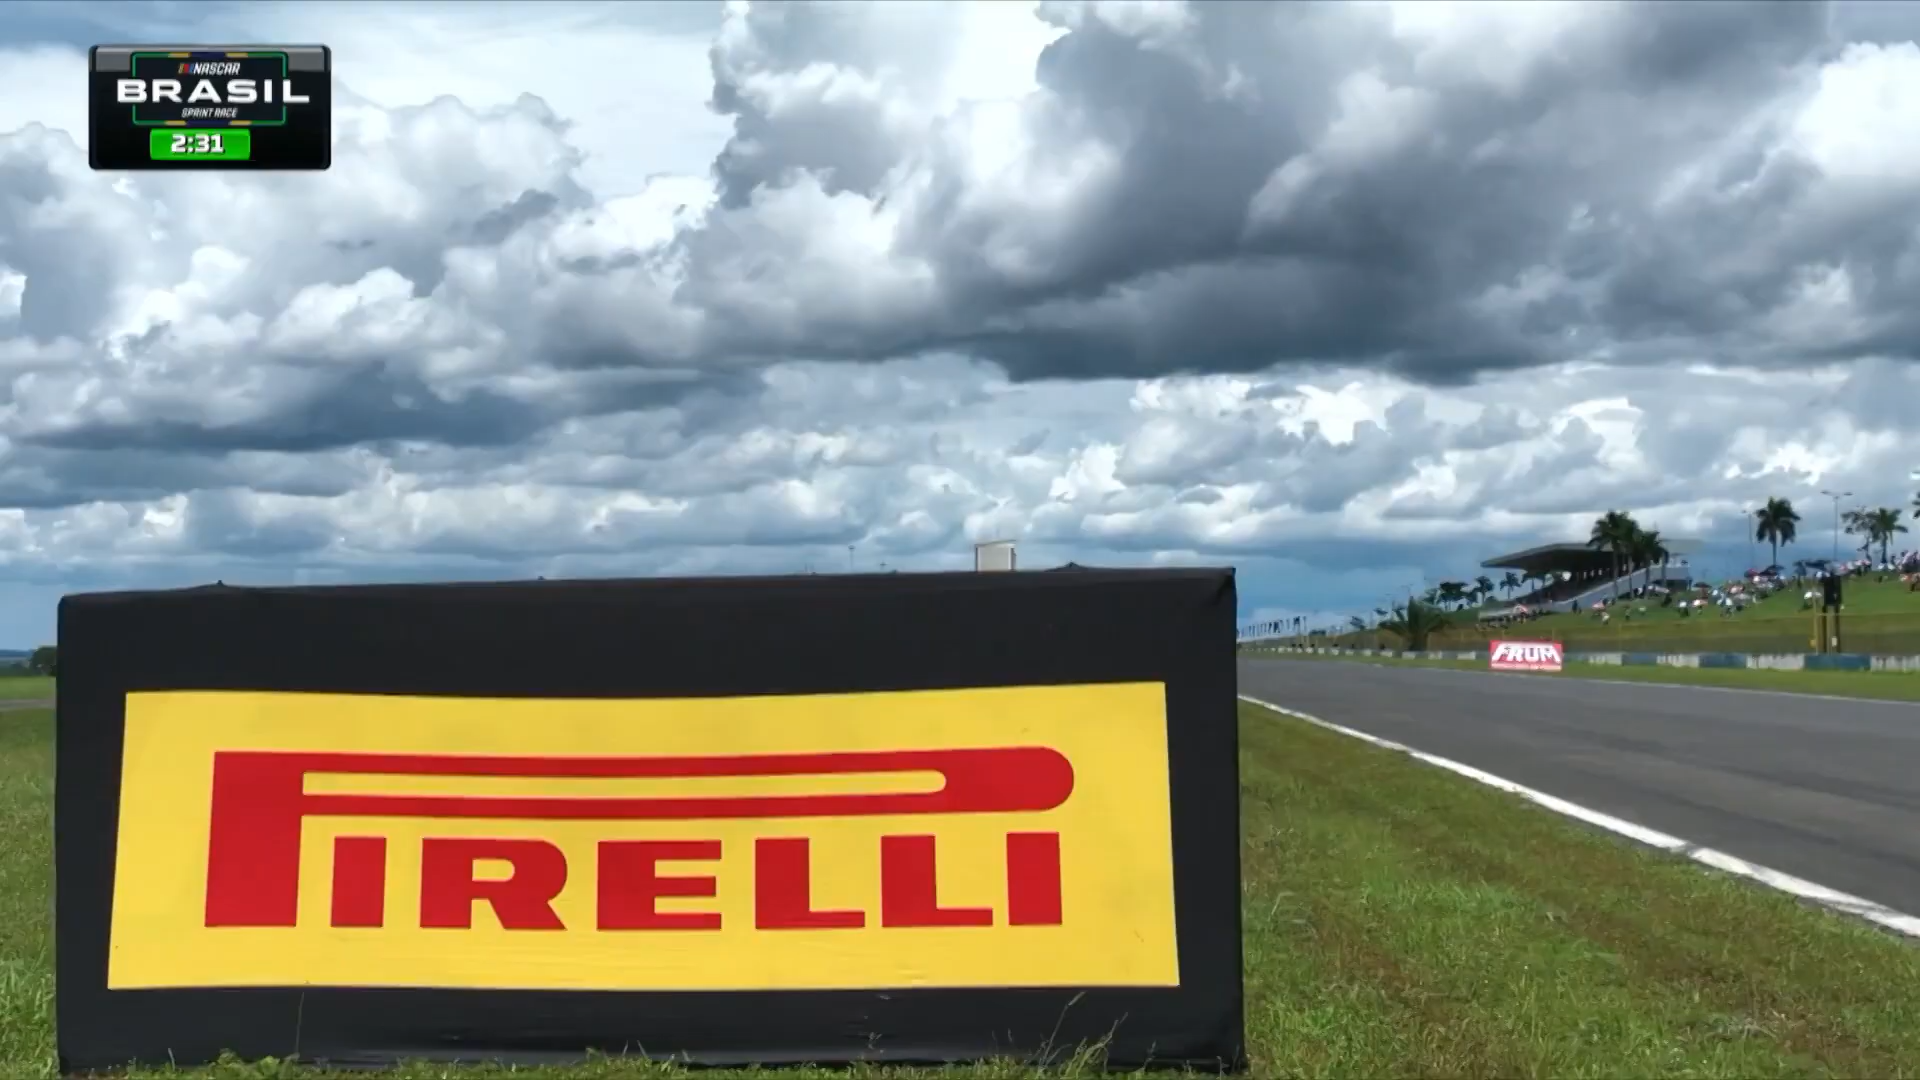 NASCAR
BRASIL
SPRINT RACE
2:31
PIRELLI
FRUM